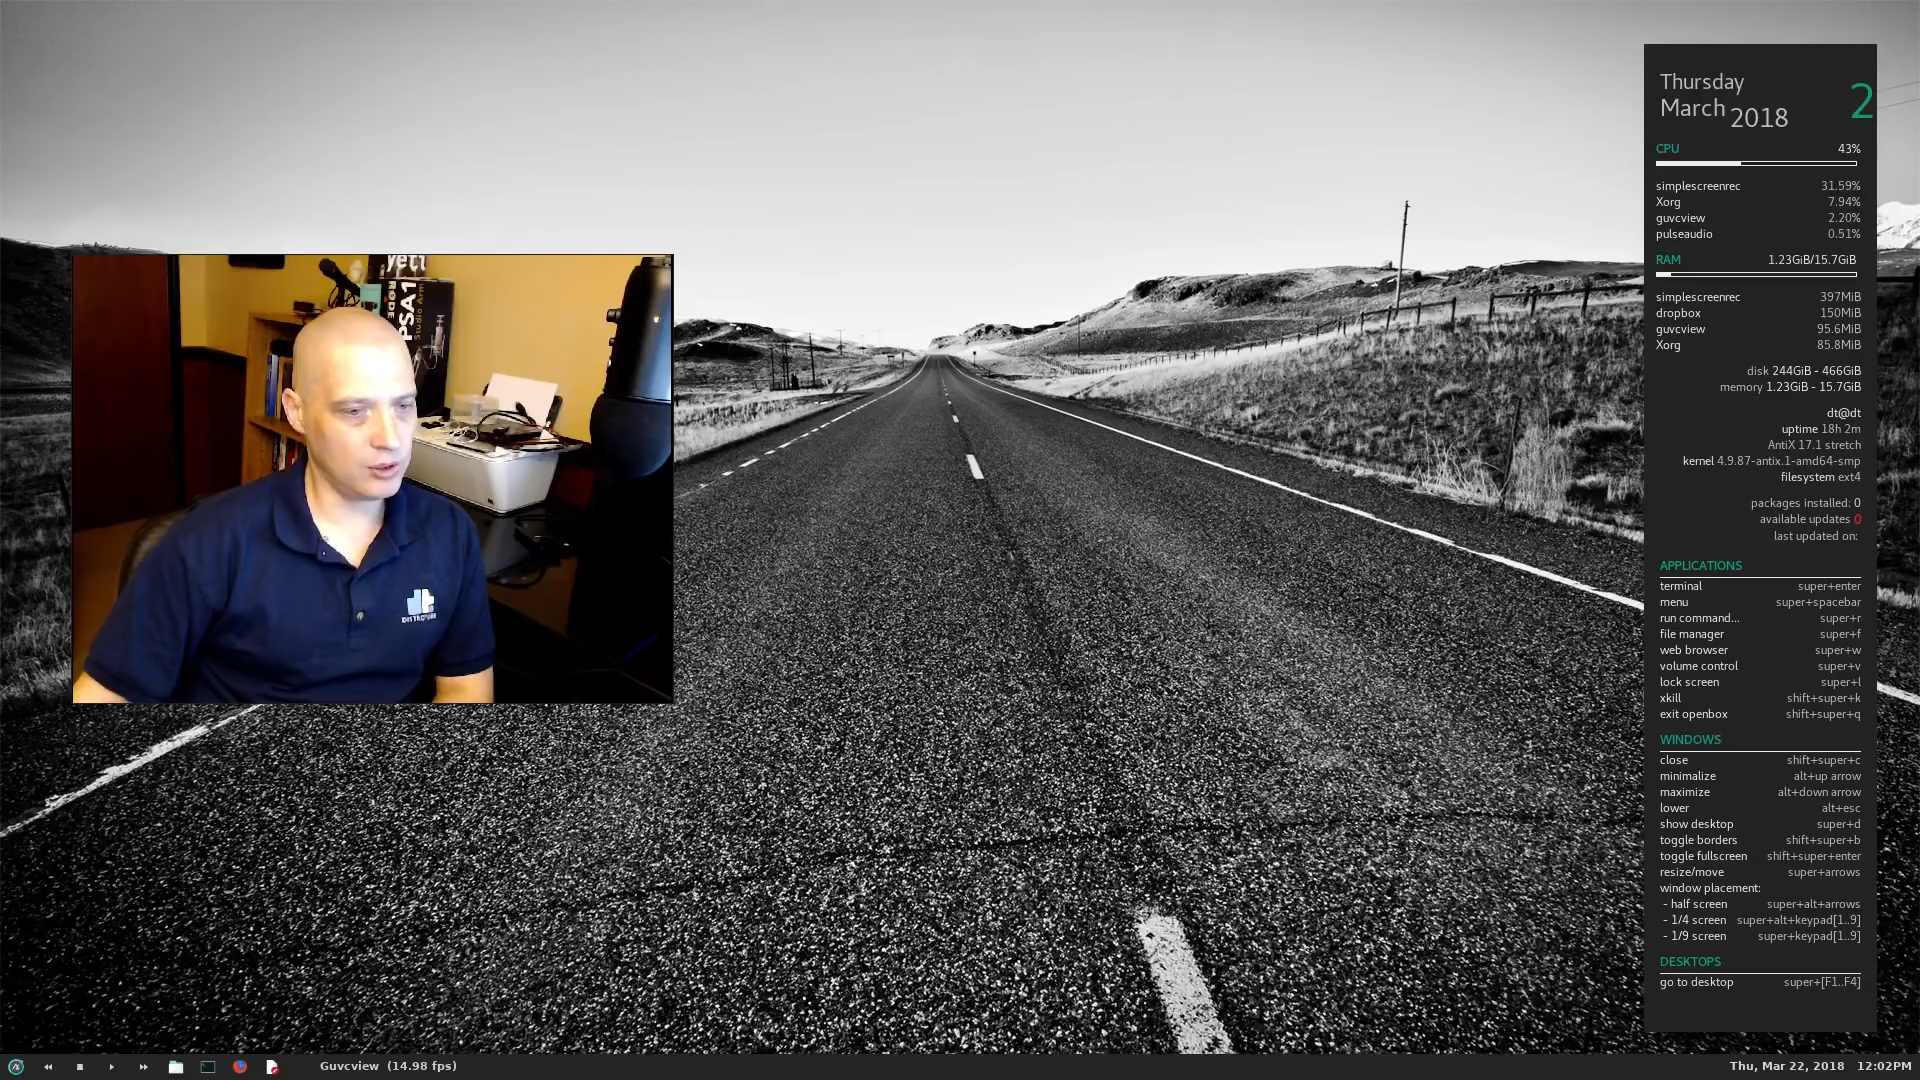 Thursday
March 2018
2
CPU 43%
simplescreenrec 31.59%
Xorg 7.94%
guvcview 2.20%
pulseaudio 0.51%
RAM 1.23GiB/15.7GiB
simplescreenrec 397MiB
dropbox 150MiB
guvcview 95.6MiB
Xorg 85.8MiB
disk 244GiB - 466GiB
memory 1.23GiB - 15.7GiB
dt@dt
uptime 18h 2m
AntiX 17.1 stretch
kernel 4.9.87-antix.1-amd64-smp
filesystem ext4
packages installed: 0
available updates 0
last updated on:
APPLICATIONS
terminal super+enter
menu super+spacebar
run command... super+r
file manager super+f
web browser super+w
volume control super+v
lock screen super+l
xkill shift+super+k
exit openbox shift+super+q
WINDOWS
close shift+super+c
minimalize alt+up arrow
maximize alt+down arrow
lower alt+esc
show desktop super+d
toggle borders shift+super+b
toggle fullscreen shift+super+enter
resize/move super+arrows
window placement:
- half screen super+alt+arrows
- 1/4 screen super+alt+keypad[1..9]
- 1/9 screen super+keypad[1..9]
DESKTOPS
go to desktop super+[F1..F4]
yeti
RODE
PSA1
Studio Arm
DISTROTUBE
Guvcview (14.98 fps)
Thu, Mar 22, 2018 12:02PM